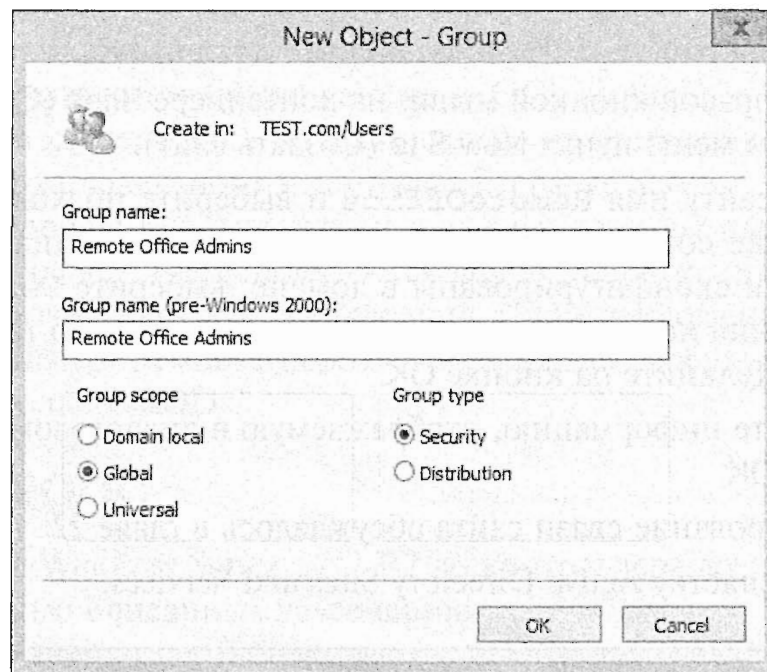 New Object - Group
X
Create in: TEST.com/Users
Group name:
Remote Office Admins
Group name (pre-Windows 2000):
Remote Office Admins
Group scope
Domain local
Global
Universal
Group type
Security
Distribution
OK
Cancel